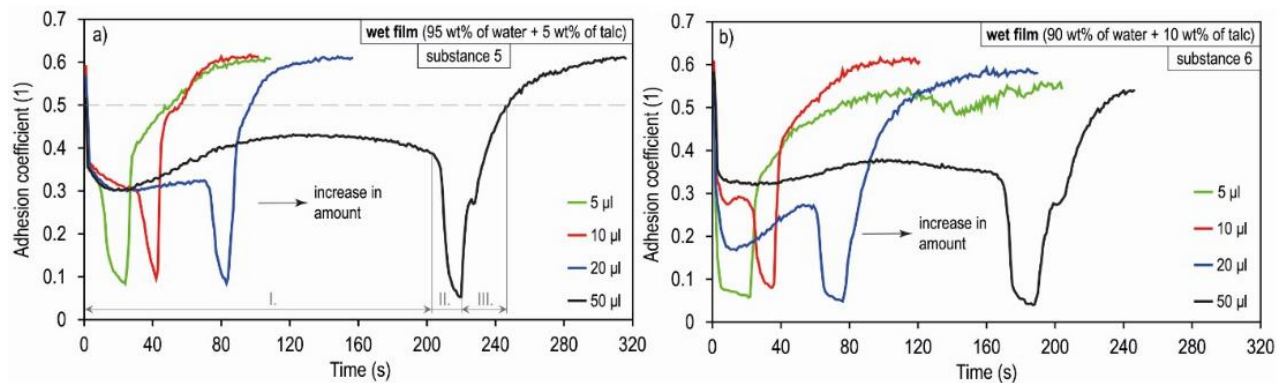 a)
wet film (95 wt% of water + 5 wt% of talc)
substance 5
Adhesion coefficient (1)
0.7
0.6
0.5
0.4
0.3
0.2
0.1
0
increase in
amount
5 µl
10 µl
20 µl
50 µl
I.
II.
III.
0 40 80 120 160 200 240 280 320
Time (s)
b)
wet film (90 wt% of water + 10 wt% of talc)
substance 6
Adhesion coefficient (1)
0.7
0.6
0.5
0.4
0.3
0.2
0.1
0
increase in
amount
5 µl
10 µl
20 µl
50 µl
0 40 80 120 160 200 240 280 320
Time (s)